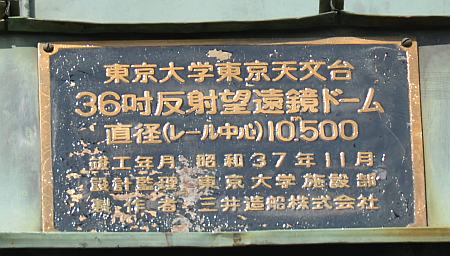 東京大学東京天文台
36吋反射望遠鏡ドーム
直径(レール中心)10,500
竣工年月 昭和37年11月
設計監理 東京大学施設部
製作者 三井造船株式会社